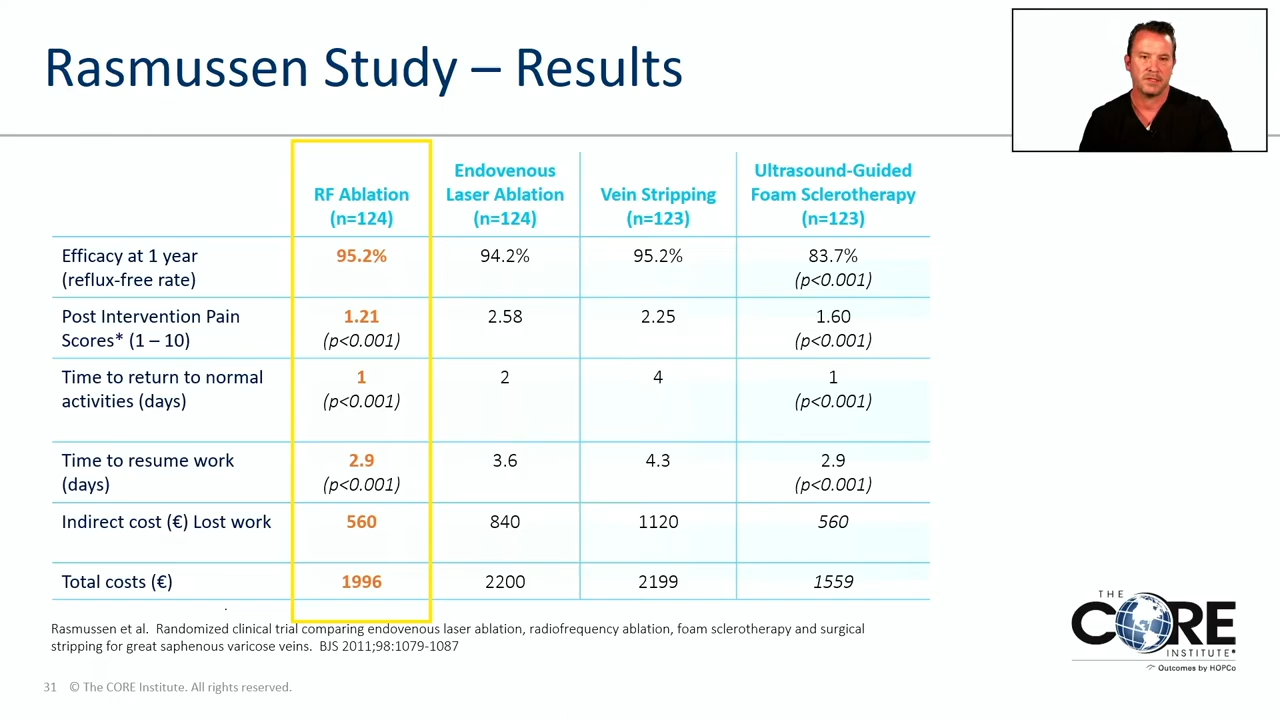 Rasmussen Study – Results
RF Ablation
(n=124)
Endovenous
Laser Ablation
(n=124)
Vein Stripping
(n=123)
Ultrasound-Guided
Foam Sclerotherapy
(n=123)
Efficacy at 1 year
(reflux-free rate)
95.2%
94.2%
95.2%
83.7%
(p<0.001)
Post Intervention Pain
Scores* (1 – 10)
1.21
(p<0.001)
2.58
2.25
1.60
(p<0.001)
Time to return to normal
activities (days)
1
(p<0.001)
2
4
1
(p<0.001)
Time to resume work
(days)
2.9
(p<0.001)
3.6
4.3
2.9
(p<0.001)
Indirect cost (€) Lost work
560
840
1120
560
Total costs (€)
1996
2200
2199
1559
Rasmussen et al. Randomized clinical trial comparing endovenous laser ablation, radiofrequency ablation, foam sclerotherapy and surgical
stripping for great saphenous varicose veins. BJS 2011;98:1079-1087
31 © The CORE Institute. All rights reserved.
THE
CORE
INSTITUTE®
Outcomes by HOPCo